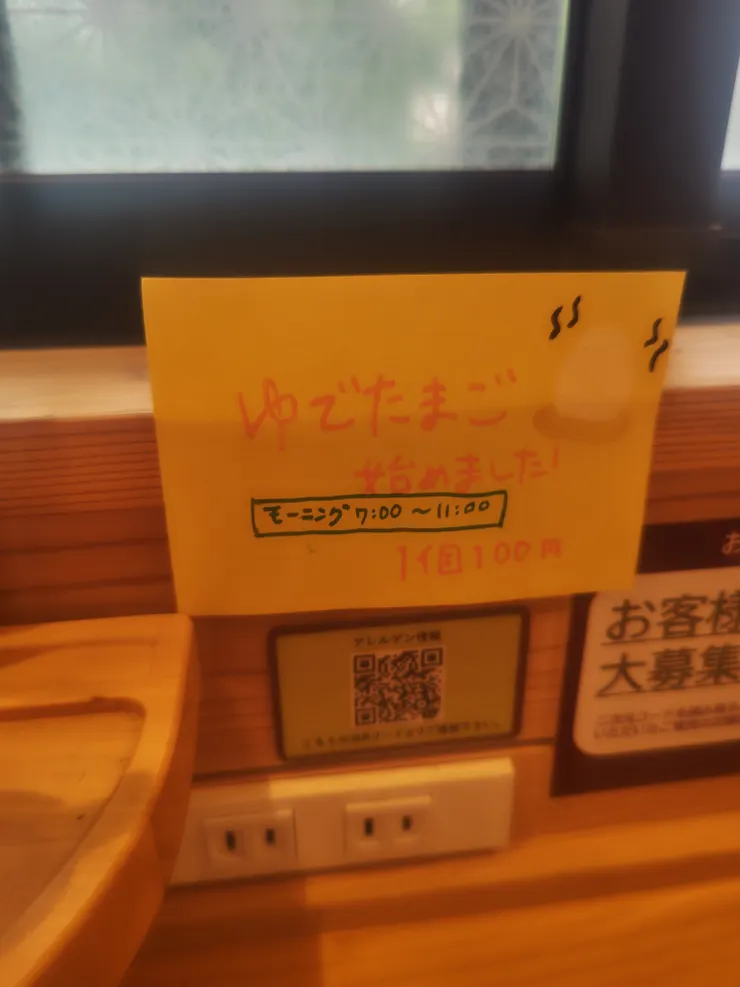 ゆでたまご
始めました!
モーニング 7:00 〜 11:00
1個 100円
アレルゲン情報
お
お客様
大募集